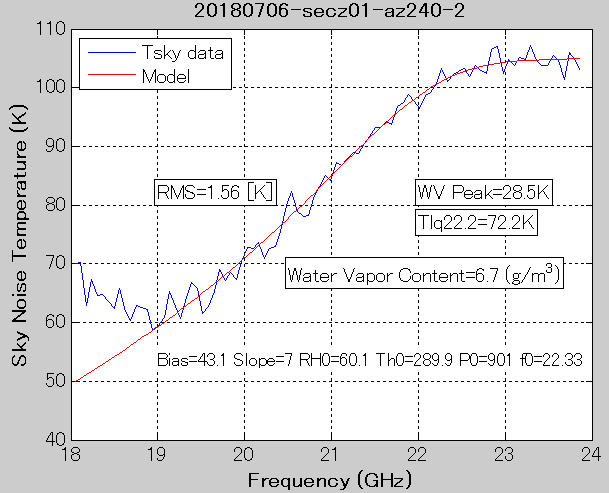 20180706-secz01-az240-2
Tsky data
Model
RMS=1.56 [K]
WV Peak=28.5K
Tlq22.2=72.2K
Water Vapor Content=6.7 (g/m³)
Bias=43.1 Slope=7 RH0=60.1 Th0=289.9 P0=901 f0=22.33
110
100
90
80
70
60
50
40
Sky Noise Temperature (K)
18 19 20 21 22 23 24
Frequency (GHz)